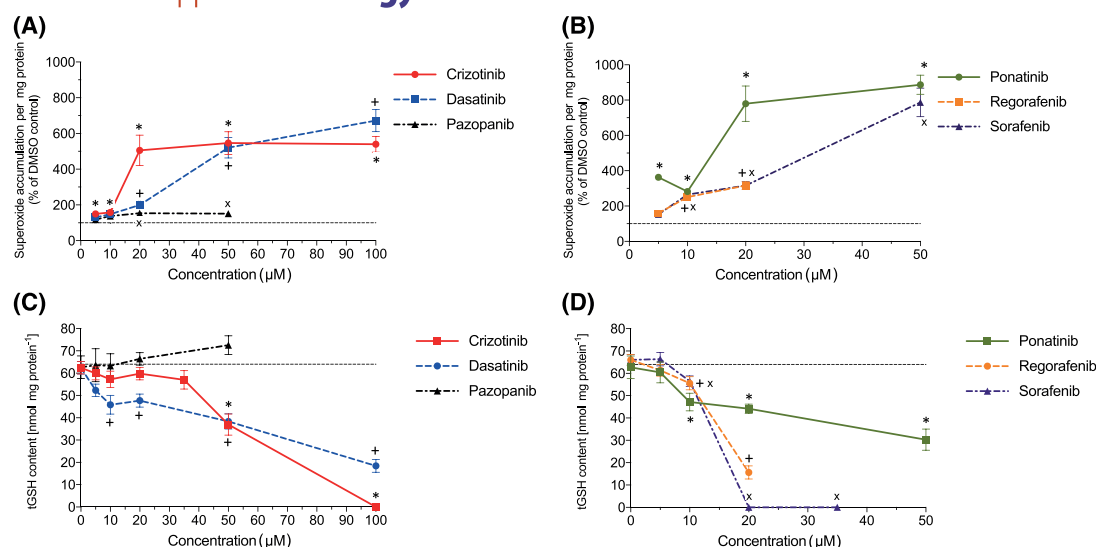 gy
(A)
Superoxide accumulation per mg protein
(% of DMSO control)
1000
800
600
400
200
0
0 10 20 30 40 50 60 70 80 90 100
Concentration (µM)
* * * * *
+ + +
x x
Crizotinib
Dasatinib
Pazopanib
(B)
Superoxide accumulation per mg protein
(% of DMSO control)
1000
800
600
400
200
0
0 10 20 30 40 50
Concentration (µM)
* * * *
+ x + x x
Ponatinib
Regorafenib
Sorafenib
(C)
tGSH content [nmol mg protein⁻¹]
80
70
60
50
40
30
20
10
0
0 10 20 30 40 50 60 70 80 90 100
Concentration (µM)
* *
+ + + +
Crizotinib
Dasatinib
Pazopanib
(D)
tGSH content [nmol mg protein⁻¹]
80
70
60
50
40
30
20
10
0
0 10 20 30 40 50
Concentration (µM)
+ x
* * *
+
x x
Ponatinib
Regorafenib
Sorafenib